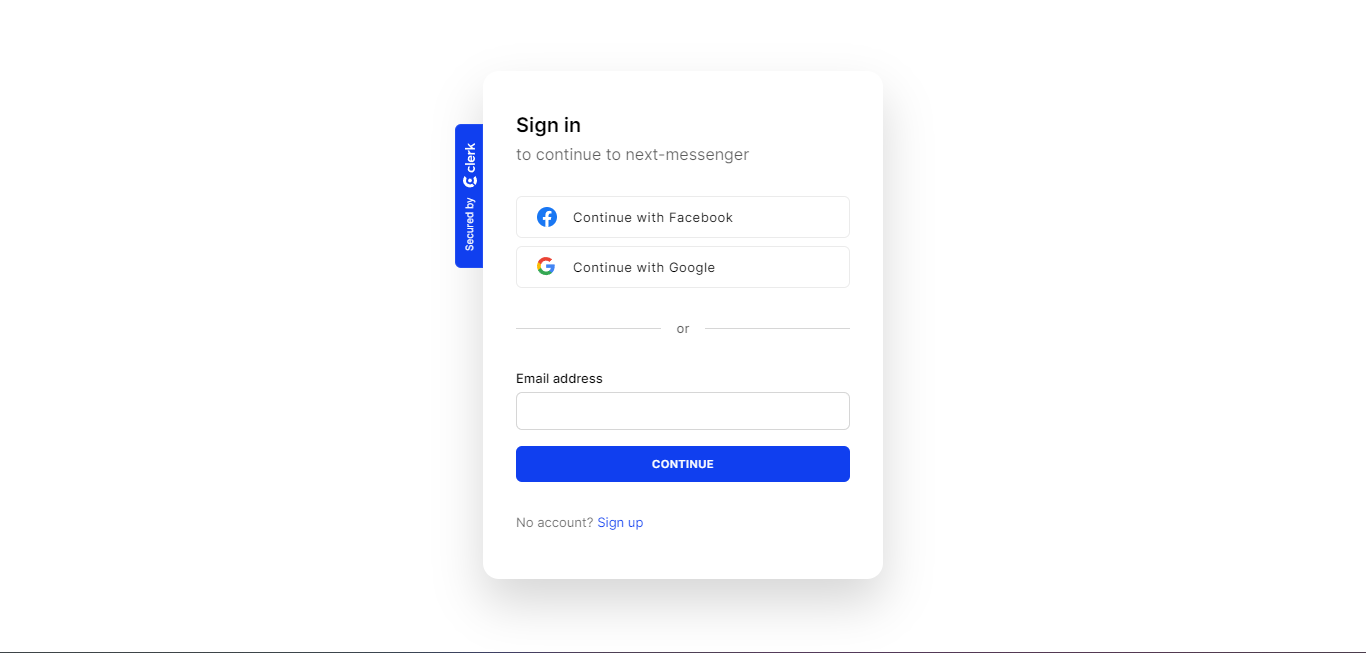 Sign in
to continue to next-messenger
Secured by clerk
Continue with Facebook
Continue with Google
or
Email address
CONTINUE
No account? Sign up